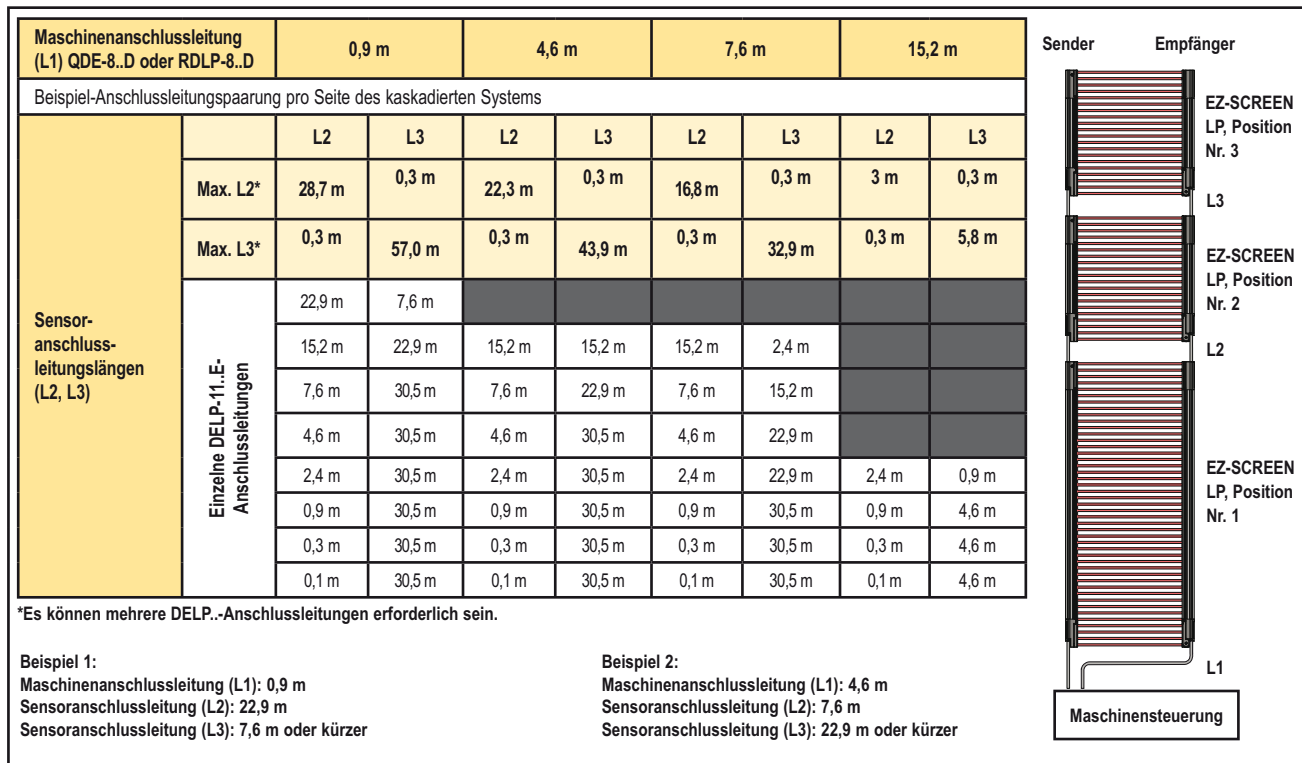 Maschinenanschlussleitung
(L1) QDE-8..D oder RDLP-8..D
0,9 m
4,6 m
7,6 m
15,2 m
Beispiel-Anschlussleitungspaarung pro Seite des kaskadierten Systems
Sensor-
anschluss-
leitungslängen
(L2, L3)
L2 L3 L2 L3 L2 L3 L2 L3
Max. L2* 28,7 m 0,3 m 22,3 m 0,3 m 16,8 m 0,3 m 3 m 0,3 m
Max. L3* 0,3 m 57,0 m 0,3 m 43,9 m 0,3 m 32,9 m 0,3 m 5,8 m
Einzelne DELP-11..E-
Anschlussleitungen
22,9 m 7,6 m
15,2 m 22,9 m 15,2 m 15,2 m 15,2 m 2,4 m
7,6 m 30,5 m 7,6 m 22,9 m 7,6 m 15,2 m
4,6 m 30,5 m 4,6 m 30,5 m 4,6 m 22,9 m
2,4 m 30,5 m 2,4 m 30,5 m 2,4 m 22,9 m 2,4 m 0,9 m
0,9 m 30,5 m 0,9 m 30,5 m 0,9 m 30,5 m 0,9 m 4,6 m
0,3 m 30,5 m 0,3 m 30,5 m 0,3 m 30,5 m 0,3 m 4,6 m
0,1 m 30,5 m 0,1 m 30,5 m 0,1 m 30,5 m 0,1 m 4,6 m
*Es können mehrere DELP..-Anschlussleitungen erforderlich sein.
Beispiel 1:
Maschinenanschlussleitung (L1): 0,9 m
Sensoranschlussleitung (L2): 22,9 m
Sensoranschlussleitung (L3): 7,6 m oder kürzer
Beispiel 2:
Maschinenanschlussleitung (L1): 4,6 m
Sensoranschlussleitung (L2): 7,6 m
Sensoranschlussleitung (L3): 22,9 m oder kürzer
Sender
Empfänger
EZ-SCREEN
LP, Position
Nr. 3
L3
EZ-SCREEN
LP, Position
Nr. 2
L2
EZ-SCREEN
LP, Position
Nr. 1
L1
Maschinensteuerung